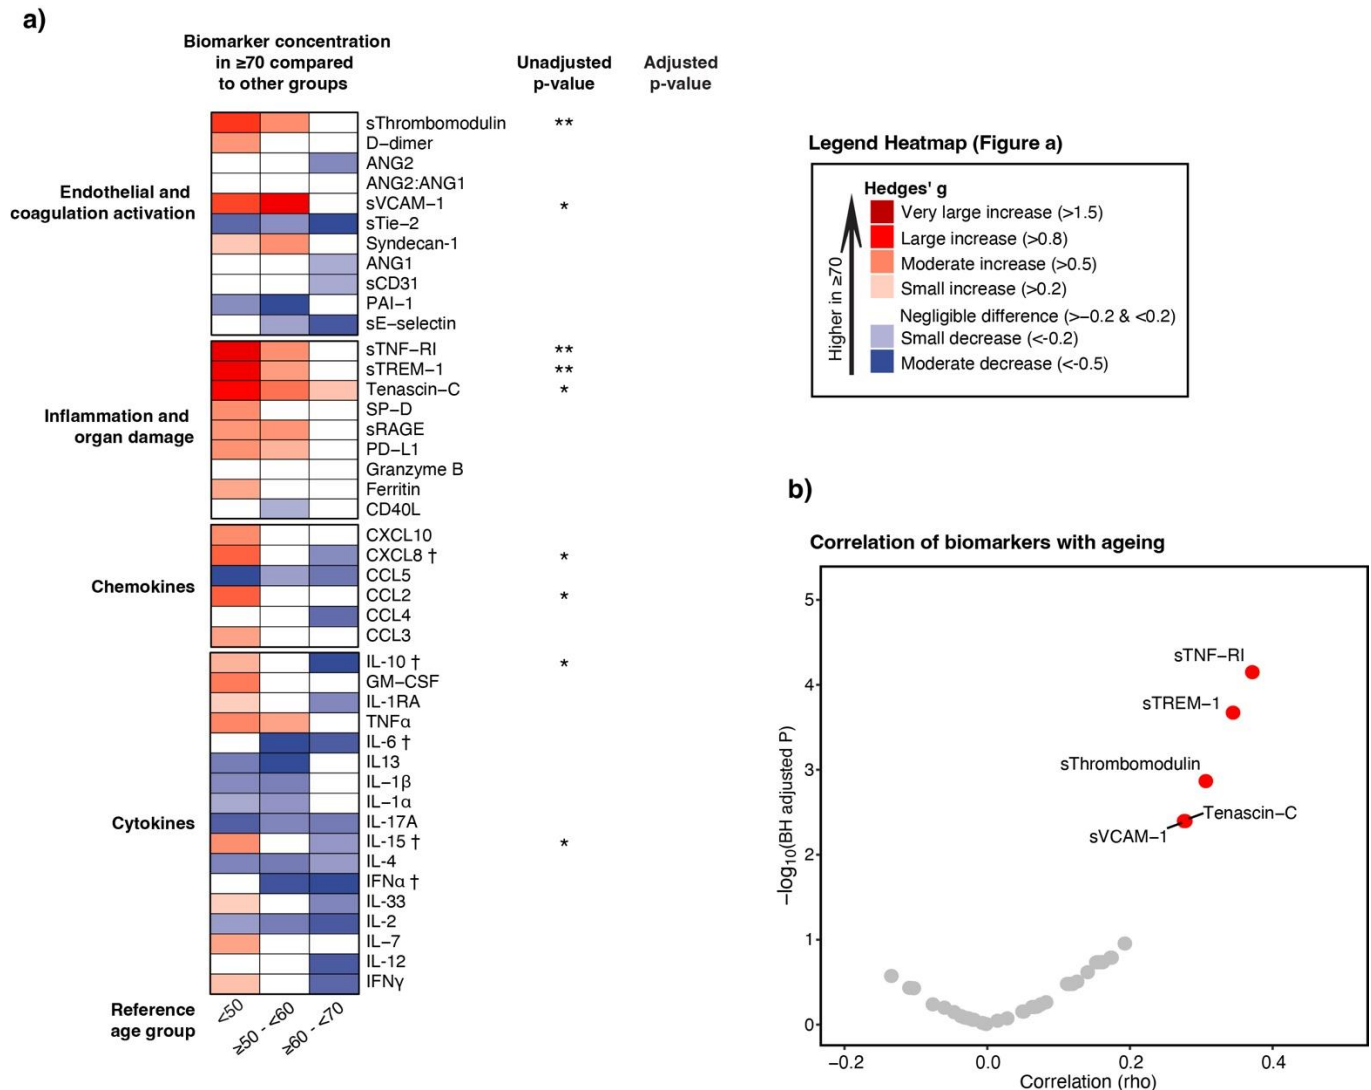 a)
Biomarker concentration
in ≥70 compared
to other groups
Unadjusted
p-value
Adjusted
p-value
Endothelial and
coagulation activation
sThrombomodulin **
D−dimer
ANG2
ANG2:ANG1
sVCAM−1 *
sTie−2
Syndecan-1
ANG1
sCD31
PAI−1
sE−selectin
Inflammation and
organ damage
sTNF−RI **
sTREM−1 **
Tenascin−C *
SP−D
sRAGE
PD−L1
Granzyme B
Ferritin
CD40L
Chemokines
CXCL10
CXCL8 † *
CCL5
CCL2 *
CCL4
CCL3
Cytokines
IL-10 † *
GM−CSF
IL-1RA
TNFα
IL−6 †
IL13
IL−1β
IL−1α
IL-17A
IL-15 † *
IL−4
IFNα †
IL-33
IL-2
IL−7
IL-12
IFNγ
Reference
age group
<50
≥50 - <60
≥60 - <70
Legend Heatmap (Figure a)
Higher in ≥70
Hedges' g
Very large increase (>1.5)
Large increase (>0.8)
Moderate increase (>0.5)
Small increase (>0.2)
Negligible difference (>−0.2 & <0.2)
Small decrease (<-0.2)
Moderate decrease (<-0.5)
b)
Correlation of biomarkers with ageing
−log10(BH adjusted P)
5
4
3
2
1
0
sTNF−RI
sTREM−1
sThrombomodulin
Tenascin−C
sVCAM−1
−0.2
0.0
0.2
0.4
Correlation (rho)